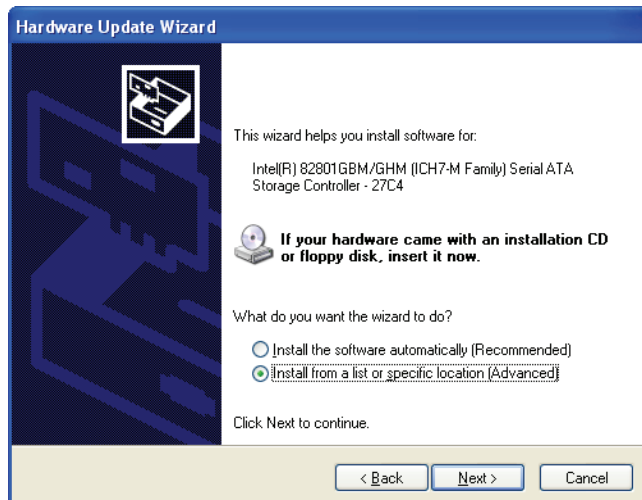 Hardware Update Wizard
This wizard helps you install software for:
Intel(R) 82801GBM/GHM (ICH7-M Family) Serial ATA
Storage Controller - 27C4
If your hardware came with an installation CD
or floppy disk, insert it now.
What do you want the wizard to do?
Install the software automatically (Recommended)
Install from a list or specific location (Advanced)
Click Next to continue.
< Back Next > Cancel